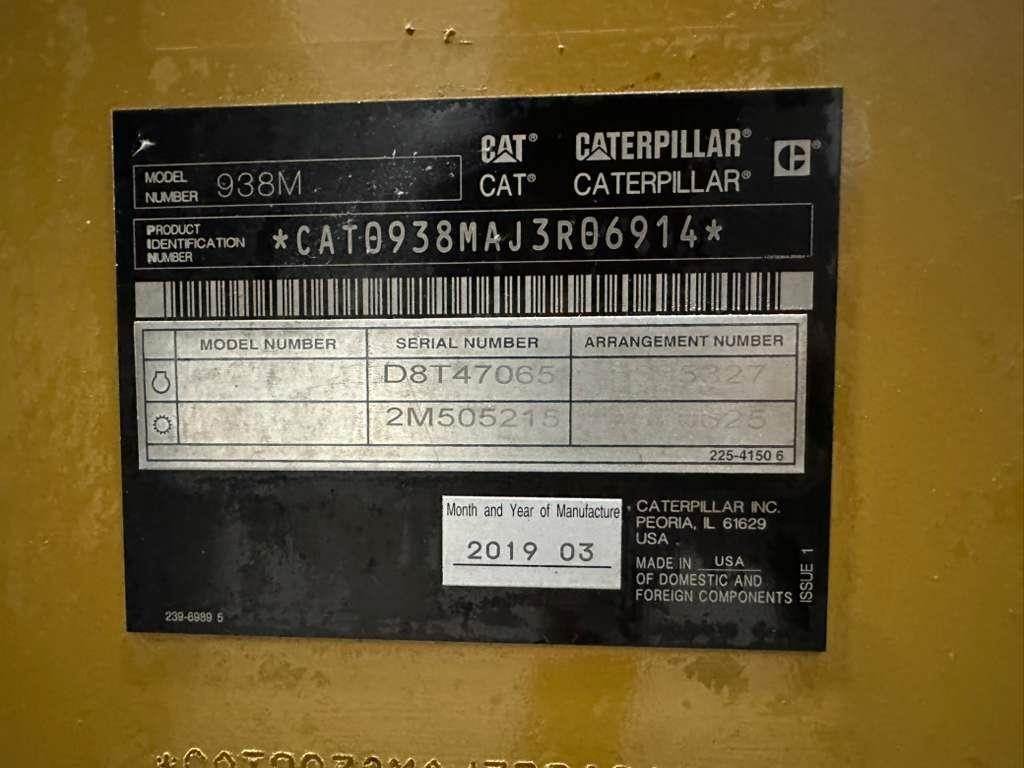 CAT® CATERPILLAR®
CAT® CATERPILLAR®
MODEL NUMBER 938M
PRODUCT IDENTIFICATION NUMBER *CAT0938MAJ3R06914*
MODEL NUMBER SERIAL NUMBER ARRANGEMENT NUMBER
D8T47065
2M505215
225-4150 6
Month and Year of Manufacture
2019 03
CATERPILLAR INC.
PEORIA, IL 61629
USA
MADE IN USA
OF DOMESTIC AND
FOREIGN COMPONENTS
ISSUE 1
239-6989 5